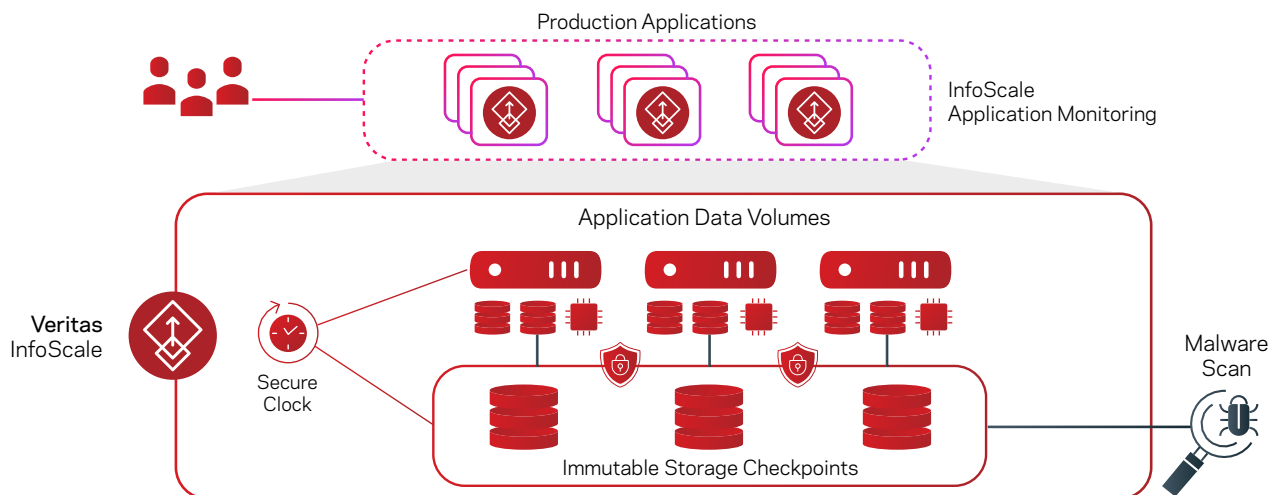 Production Applications
InfoScale
Application Monitoring
Application Data Volumes
Veritas
InfoScale
Secure
Clock
Malware
Scan
Immutable Storage Checkpoints